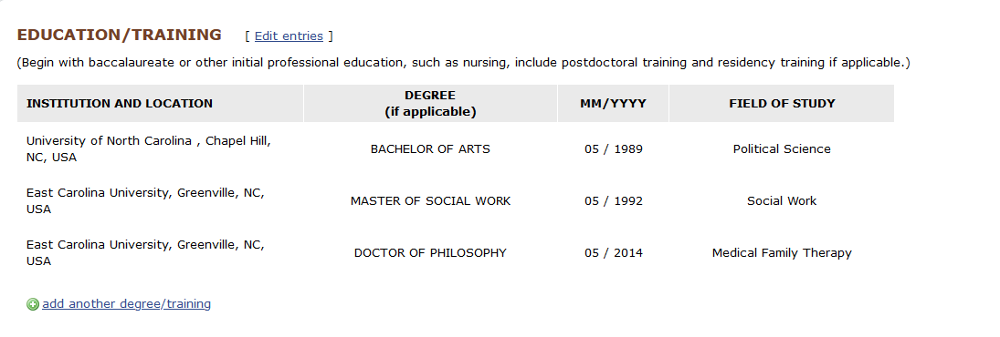 EDUCATION/TRAINING [ Edit entries ]
(Begin with baccalaureate or other initial professional education, such as nursing, include postdoctoral training and residency training if applicable.)
INSTITUTION AND LOCATION
DEGREE
(if applicable)
MM/YYYY
FIELD OF STUDY
University of North Carolina , Chapel Hill,
NC, USA
BACHELOR OF ARTS
05 / 1989
Political Science
East Carolina University, Greenville, NC,
USA
MASTER OF SOCIAL WORK
05 / 1992
Social Work
East Carolina University, Greenville, NC,
USA
DOCTOR OF PHILOSOPHY
05 / 2014
Medical Family Therapy
add another degree/training